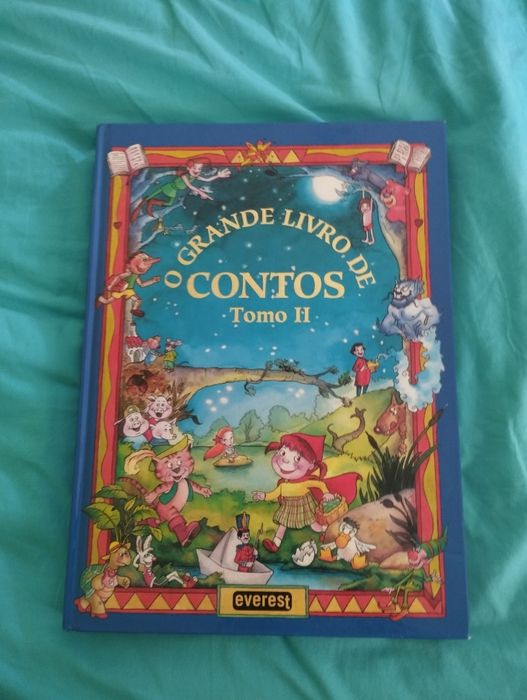 O GRANDE LIVRO DE
CONTOS
Tomo II
everest